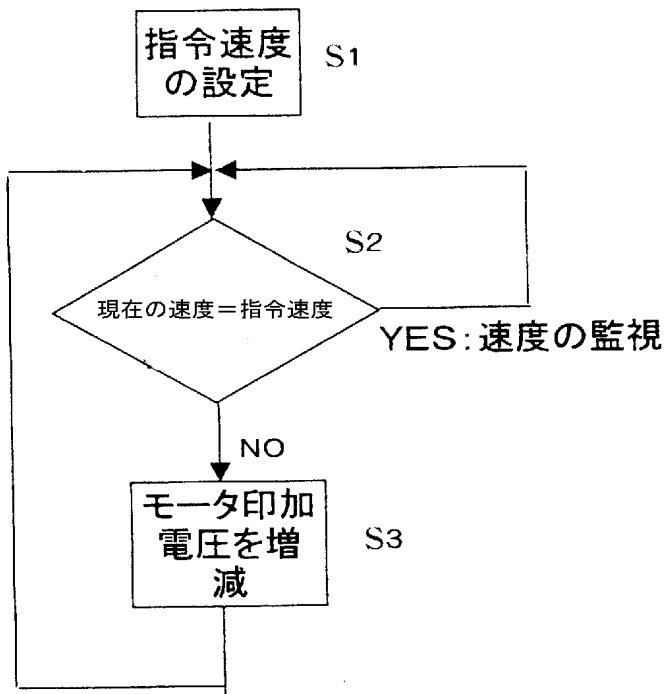 指令速度
の設定
S1
S2
現在の速度＝指令速度
YES:速度の監視
NO
モータ印加
電圧を増
減
S3